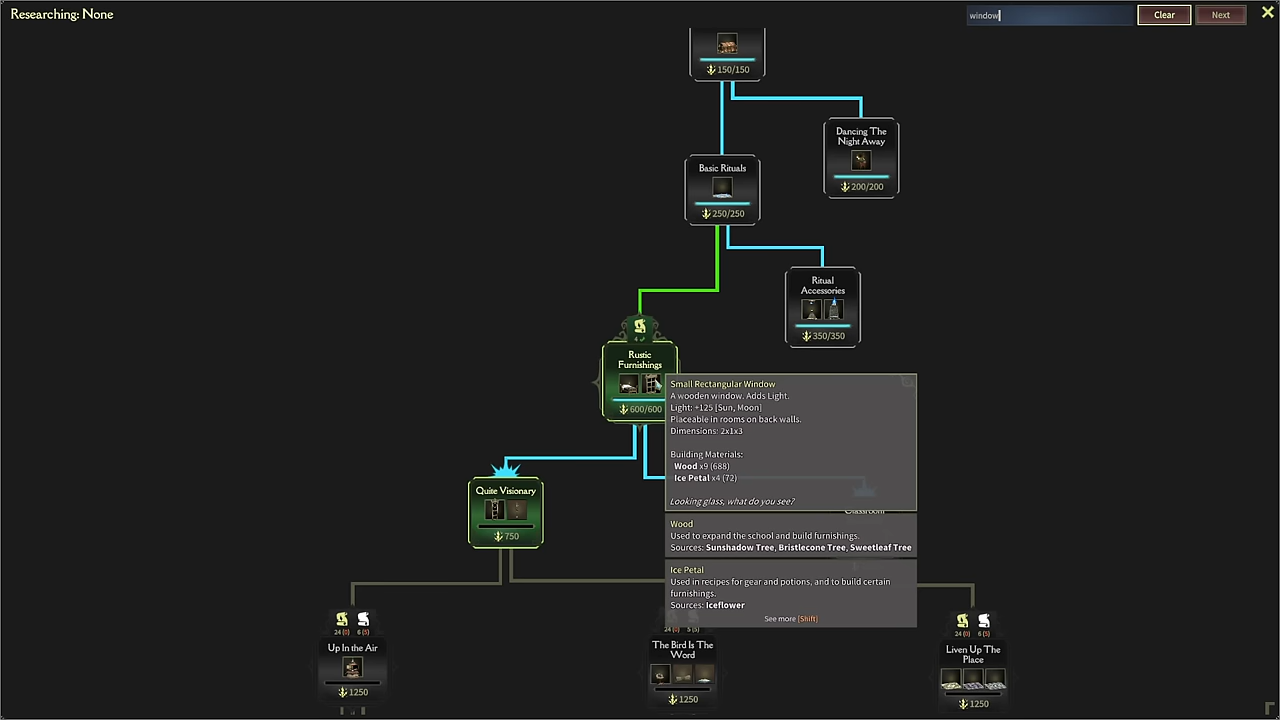 Researching: None
window
Clear
Next
150/150
Dancing The
Night Away
200/200
Basic Rituals
250/250
Ritual
Accessories
350/350
4
Rustic
Furnishings
600/600
Small Rectangular Window
A wooden window. Adds Light.
Light: +125 [Sun, Moon]
Placeable in rooms on back walls.
Dimensions: 2x1x3
Building Materials:
Wood x9 (688)
Ice Petal x4 (72)
Looking glass, what do you see?
Quite Visionary
750
Classroom
Wood
Used to expand the school and build furnishings.
Sources: Sunshadow Tree, Bristlecone Tree, Sweetleaf Tree
Ice Petal
Used in recipes for gear and potions, and to build certain
furnishings.
Sources: Iceflower
See more [Shift]
24 (0) 6 (5)
Up In the Air
1250
24 (0) 5 (5)
The Bird Is The
Word
1250
24 (0) 6 (5)
Liven Up The
Place
1250